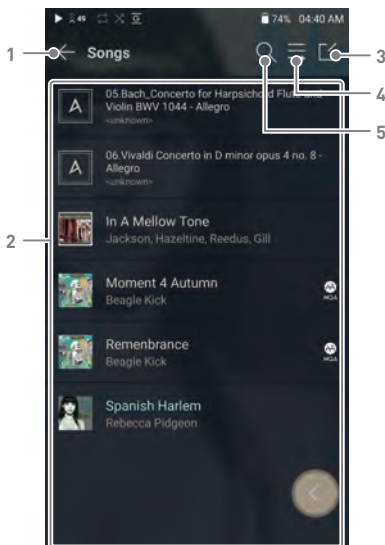 49 74% 04:40 AM
1 Songs 3
4
5
05.Bach_Concerto for Harpsichord Flute and
Violin BWV 1044 - Allegro
<unknown>
06.Vivaldi Concerto in D minor opus 4 no. 8 -
Allegro
<unknown>
2
In A Mellow Tone
Jackson, Hazeltine, Reedus, Gill
Moment 4 Autumn
Beagle Kick
MQA
Remenbrance
Beagle Kick
MQA
Spanish Harlem
Rebecca Pidgeon